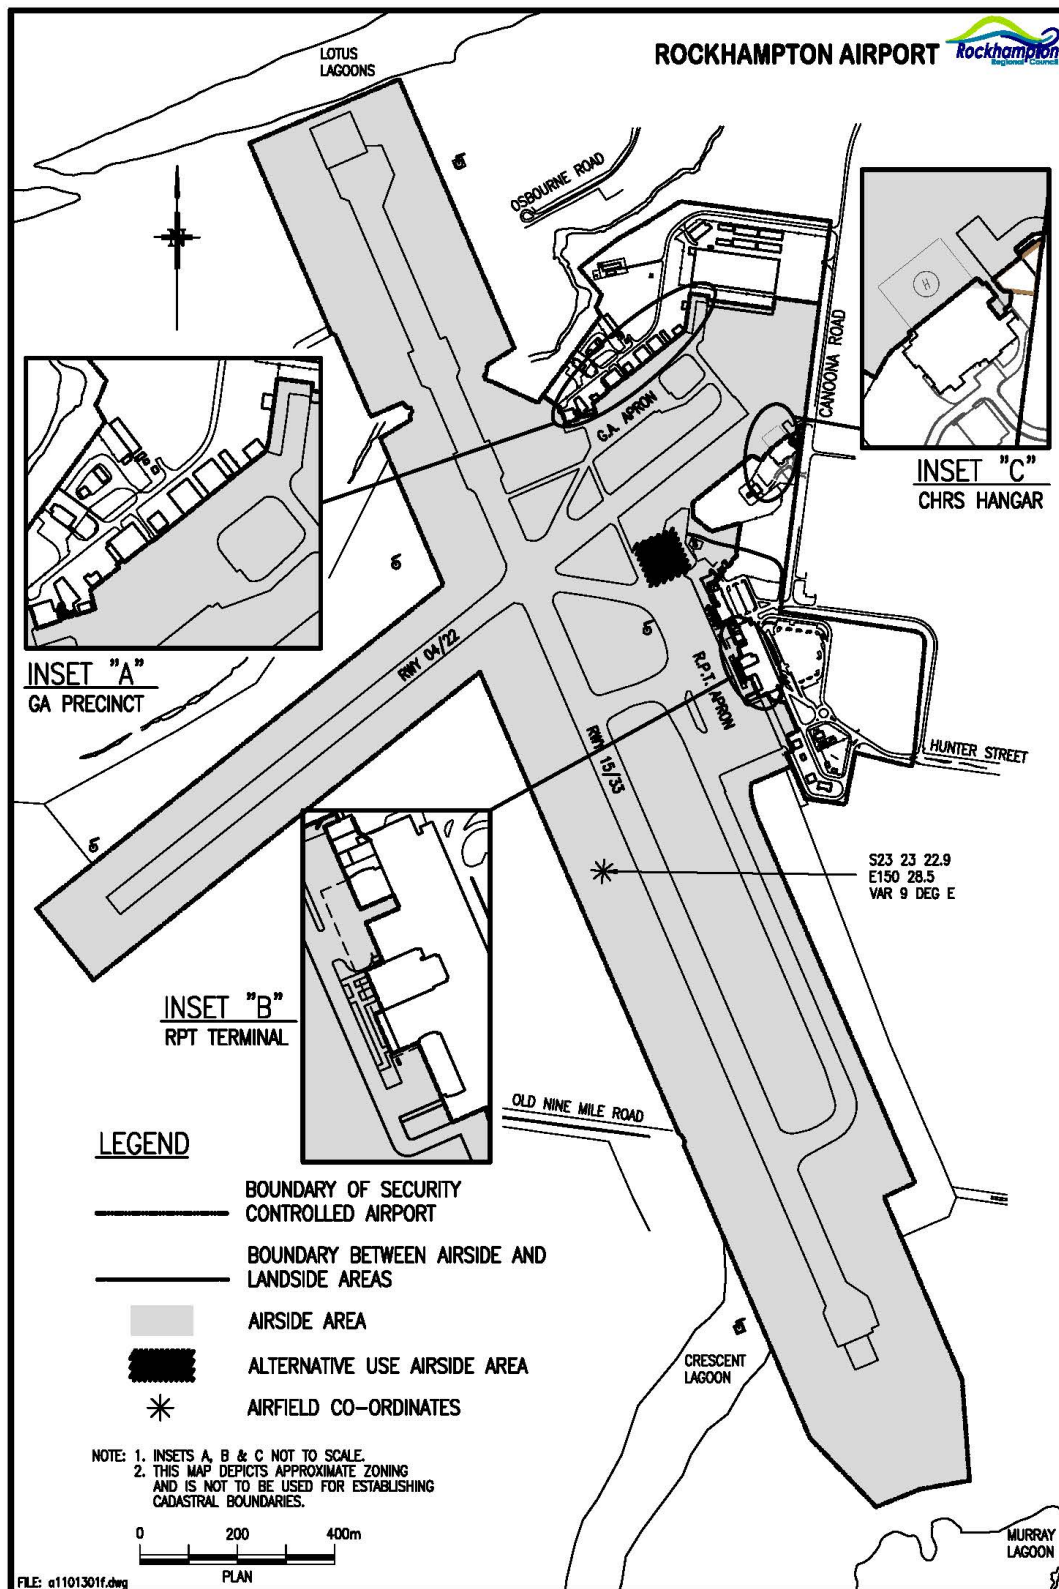 ROCKHAMPTON AIRPORT
Rockhampton
Regional Council
LOTUS
LAGOONS
OSBOURNE ROAD
CANOONA ROAD
N
H
INSET "C"
CHRS HANGAR
G.A. APRON
INSET "A"
GA PRECINCT
RWY 04/22
R.P.T. APRON
RWY 15/33
HUNTER STREET
S23 23 22.9
E150 28.5
VAR 9 DEG E
INSET "B"
RPT TERMINAL
OLD NINE MILE ROAD
LEGEND
BOUNDARY OF SECURITY
CONTROLLED AIRPORT
BOUNDARY BETWEEN AIRSIDE AND
LANDSIDE AREAS
AIRSIDE AREA
ALTERNATIVE USE AIRSIDE AREA
AIRFIELD CO-ORDINATES
CRESCENT
LAGOON
NOTE: 1. INSETS A, B & C NOT TO SCALE.
2. THIS MAP DEPICTS APPROXIMATE ZONING
AND IS NOT TO BE USED FOR ESTABLISHING
CADASTRAL BOUNDARIES.
0 200 400m
PLAN
MURRAY
LAGOON
FILE: a1101301f.dwg